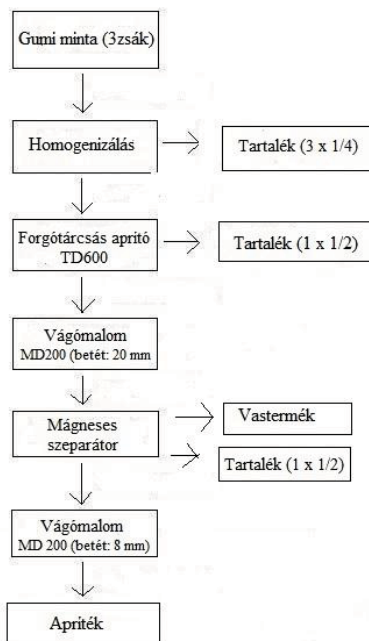 Gumi minta (3zsák)
Homogenizálás
Tartalék (3 x 1/4)
Forgótárcsás aprító
TD600
Tartalék (1 x 1/2)
Vágómalom
MD200 (betét: 20 mm
Mágneses
szeparátor
Vastermék
Tartalék (1 x 1/2)
Vágómalom
MD 200 (betét: 8 mm)
Apríték